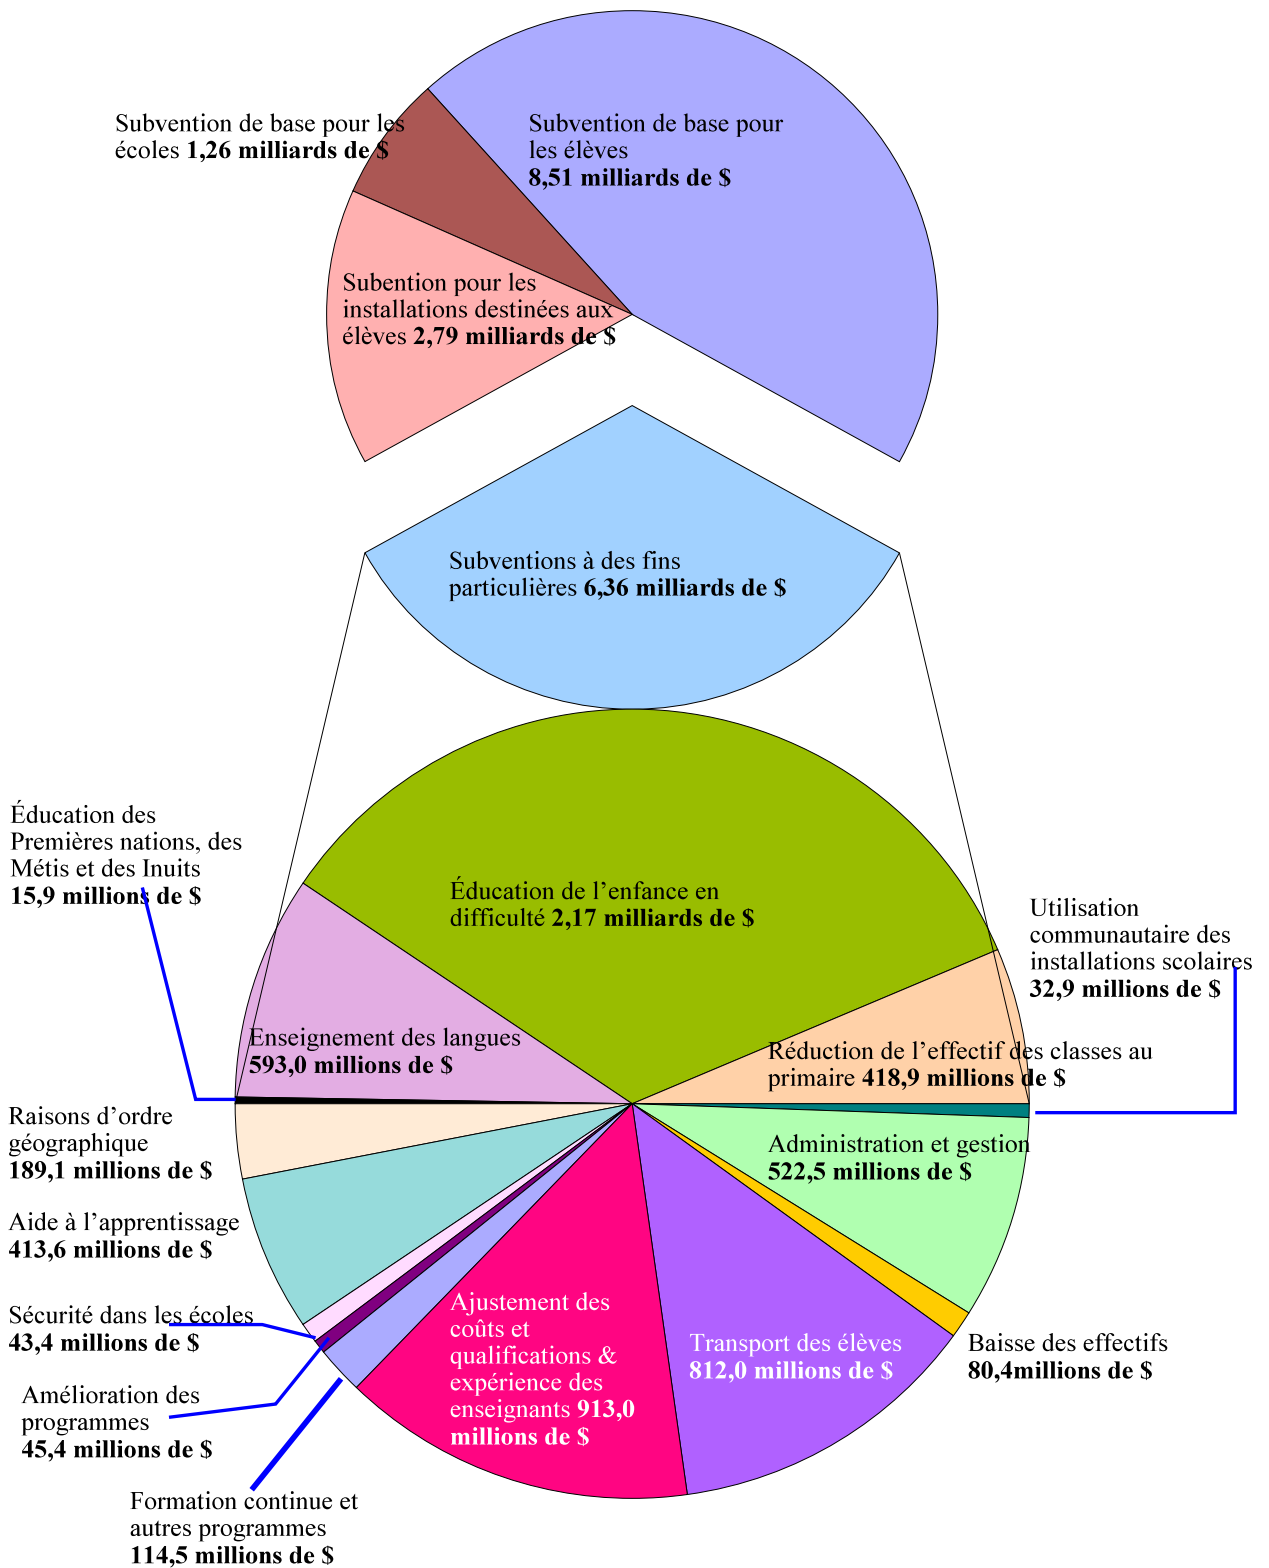 Subvention de base pour les
écoles 1,26 milliards de $
Subvention de base pour
les élèves
8,51 milliards de $
Subention pour les
installations destinées aux
élèves 2,79 milliards de $
Subventions à des fins
particulières 6,36 milliards de $
Éducation des
Premières nations, des
Métis et des Inuits
15,9 millions de $
Éducation de l’enfance en
difficulté 2,17 milliards de $
Utilisation
communautaire des
installations scolaires
32,9 millions de $
Enseignement des langues
593,0 millions de $
Réduction de l’effectif des classes au
primaire 418,9 millions de $
Raisons d’ordre
géographique
189,1 millions de $
Administration et gestion
522,5 millions de $
Aide à l’apprentissage
413,6 millions de $
Sécurité dans les écoles
43,4 millions de $
Ajustement des
coûts et
qualifications &
expérience des
enseignants 913,0
millions de $
Transport des élèves
812,0 millions de $
Baisse des effectifs
80,4millions de $
Amélioration des
programmes
45,4 millions de $
Formation continue et
autres programmes
114,5 millions de $